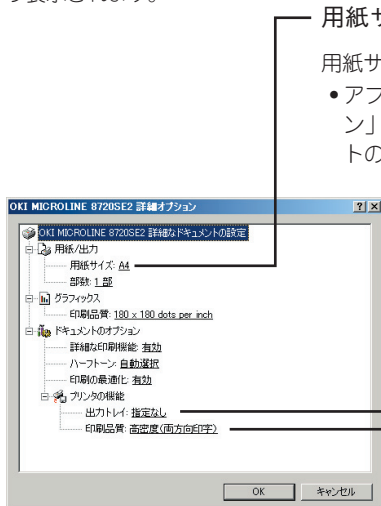 用紙サ
用紙サ
•アプ
ン」
トの
OKI MICROLINE 8720SE2 詳細オプション
OKI MICROLINE 8720SE2 詳細なドキュメントの設定
用紙/出力
用紙サイズ: A4
部数: 1 部
グラフィックス
印刷品質: 180 x 180 dots per inch
ドキュメントのオプション
詳細な印刷機能: 有効
ハーフトーン: 自動選択
印刷の最適化: 有効
プリンタの機能
出力トレイ: 指定なし
印刷品質: 高密度(両方向印字)
OK キャンセル